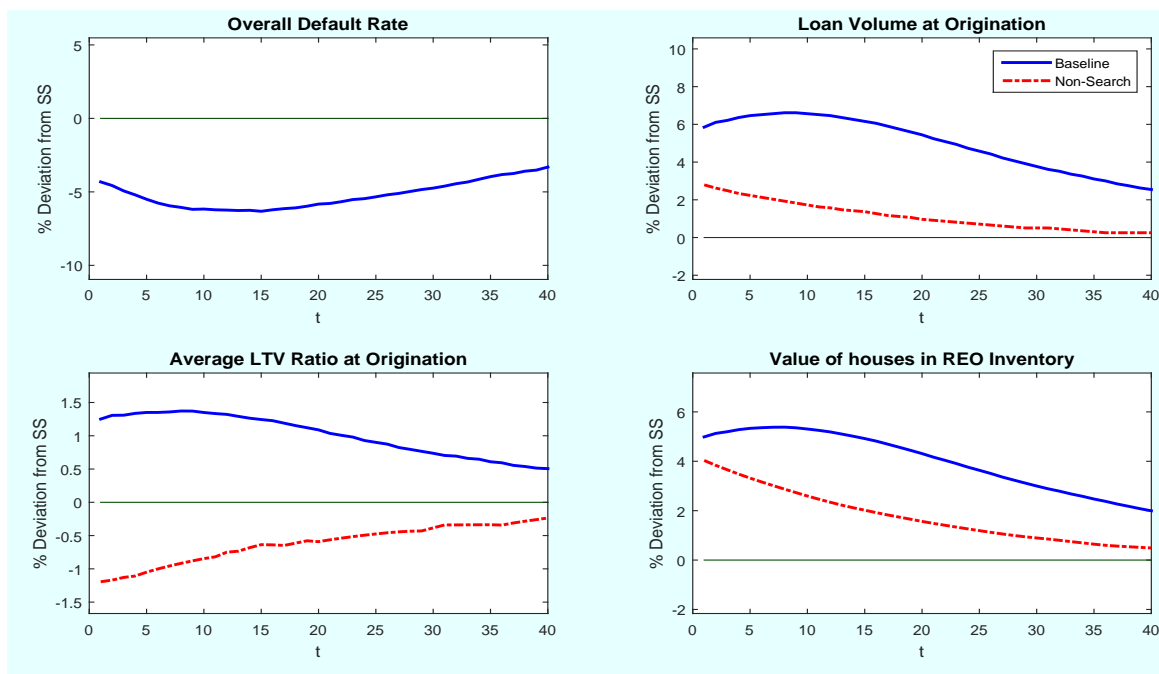 Overall Default Rate
% Deviation from SS
5
0
-5
-10
0 5 10 15 20 25 30 35 40
t
Loan Volume at Origination
% Deviation from SS
10
8
6
4
2
0
-2
Baseline
Non-Search
0 5 10 15 20 25 30 35 40
t
Average LTV Ratio at Origination
% Deviation from SS
1.5
1
0.5
0
-0.5
-1
-1.5
0 5 10 15 20 25 30 35 40
t
Value of houses in REO Inventory
% Deviation from SS
6
4
2
0
-2
0 5 10 15 20 25 30 35 40
t